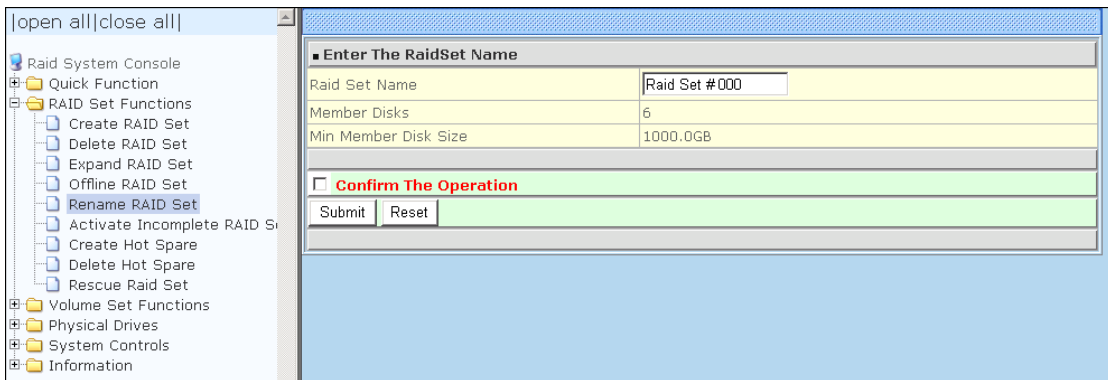 |open all|close all|
Raid System Console
Quick Function
RAID Set Functions
Create RAID Set
Delete RAID Set
Expand RAID Set
Offline RAID Set
Rename RAID Set
Activate Incomplete RAID
Create Hot Spare
Delete Hot Spare
Rescue Raid Set
Volume Set Functions
Physical Drives
System Controls
Information
Enter The RaidSet Name
Raid Set Name Raid Set #000
Member Disks 6
Min Member Disk Size 1000.0GB
Confirm The Operation
Submit Reset